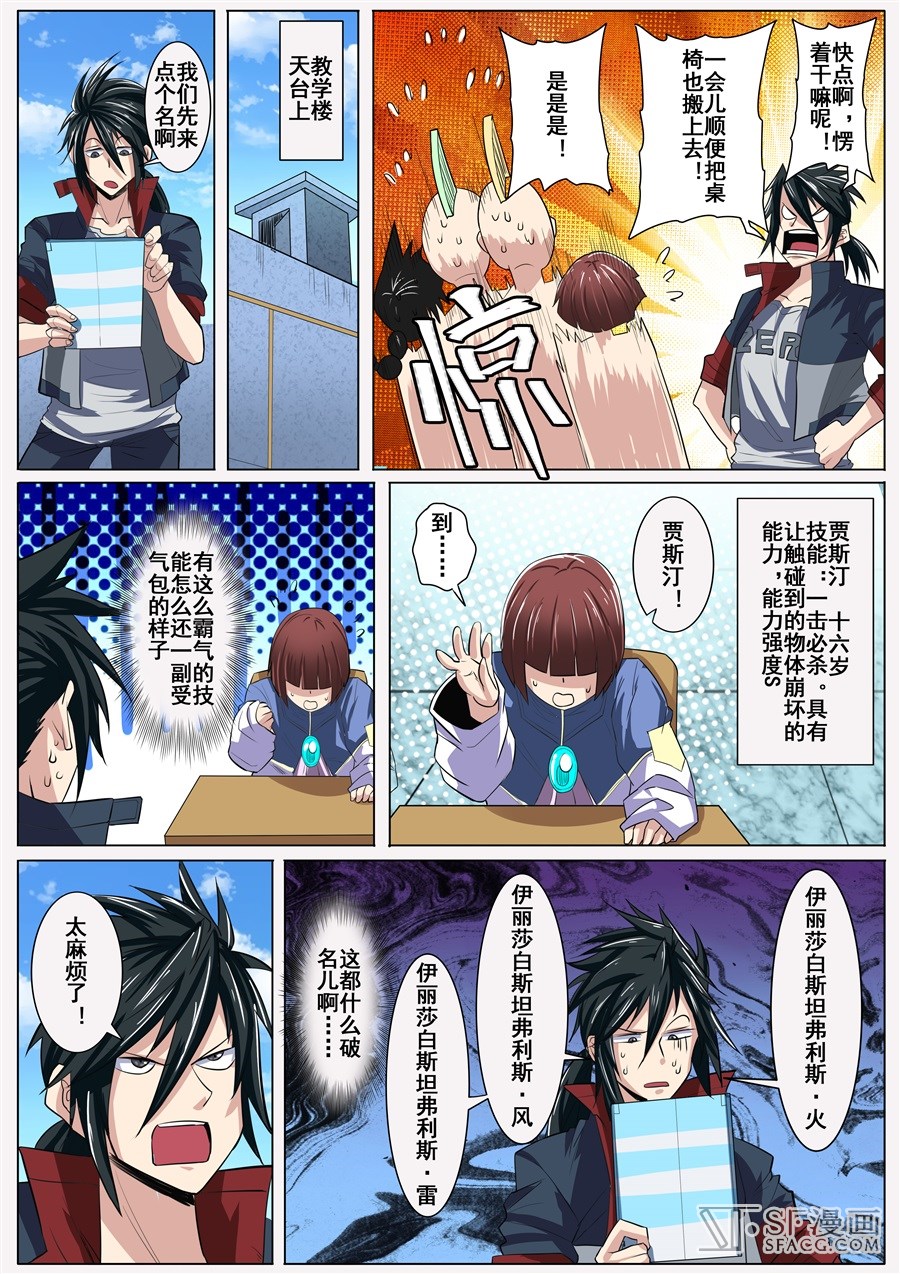 快点啊，愣
着干嘛呢！
一会儿顺便把桌
椅也搬上去！
是是是！
ZER
惊
教学楼
天台上
我们先来
点个名啊
贾斯汀 十六岁
技能：一击必杀。具有
让触碰到的物体崩坏的
能力，能力强度S
贾斯汀！
到……
有这么霸气的技
能怎么还一副受
气包的样子
伊丽莎白斯坦弗利斯·火
伊丽莎白斯坦弗利斯·风
伊丽莎白斯坦弗利斯·雷
这都什么破
名儿啊……
太麻烦了！
SF漫画
SFACG.COM